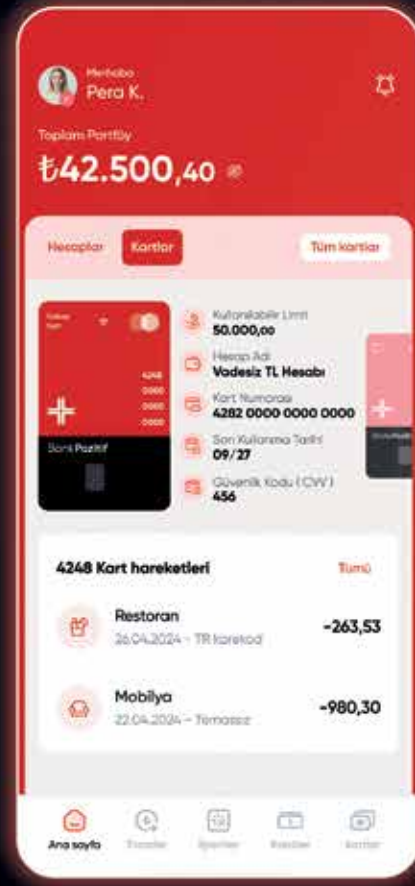 Merhaba
Pera K.
Toplam Portföy
₺42.500,40
Hesaplar
Kartlar
Tüm kartlar
4248
0000
0000
0000
Bank Pozitif
Kullanılabilir Limit
50.000,00
Hesap Adı
Vadesiz TL Hesabı
Kart Numarası
4282 0000 0000 0000
Son Kullanma Tarihi
09/27
Güvenlik Kodu (CVV)
456
4248 Kart hareketleri
Tümü
Restoran
26.04.2024 - TR karekod
-263,53
Mobilya
22.04.2024 - Temassız
-980,30
Ana sayfa
Transfer
İşlemler
Kartlar